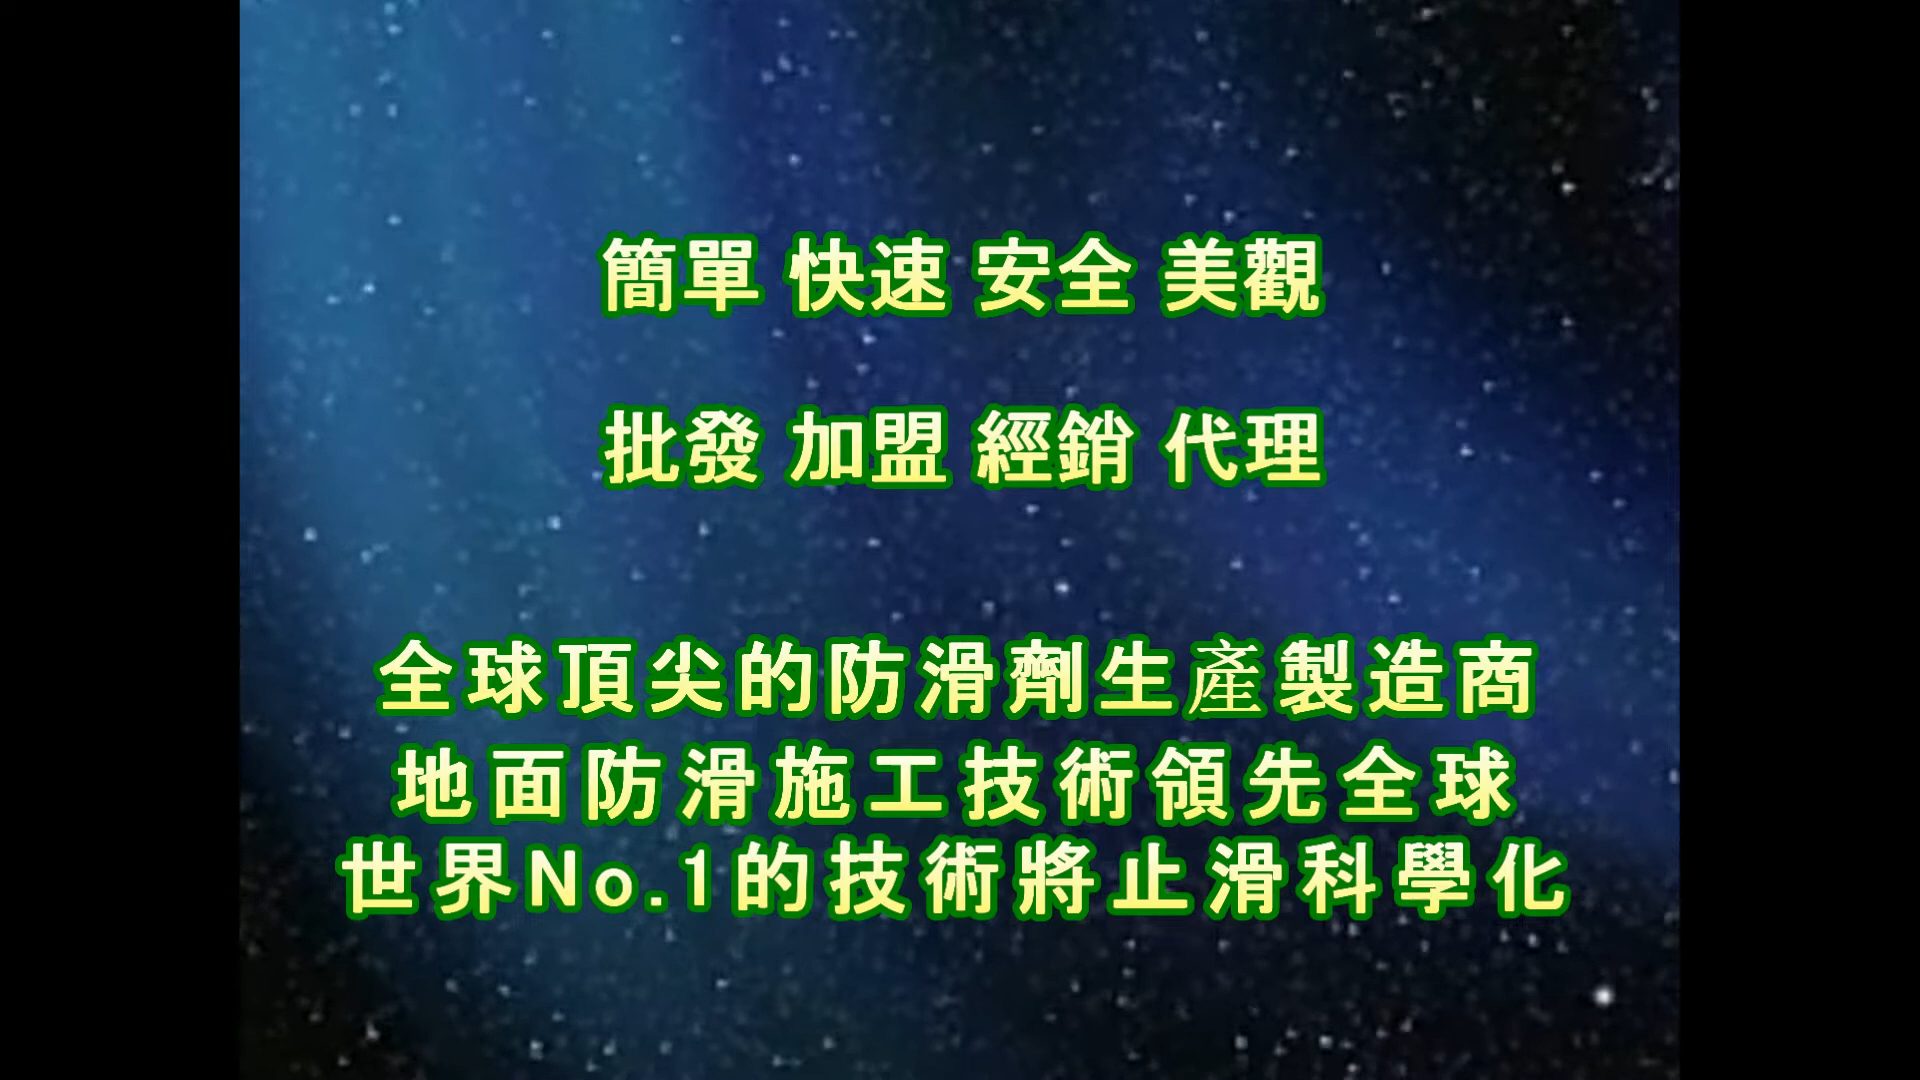 簡單 快速 安全 美觀
批發 加盟 經銷 代理
全球頂尖的防滑劑生產製造商
地面防滑施工技術領先全球
世界No.1的技術將止滑科學化